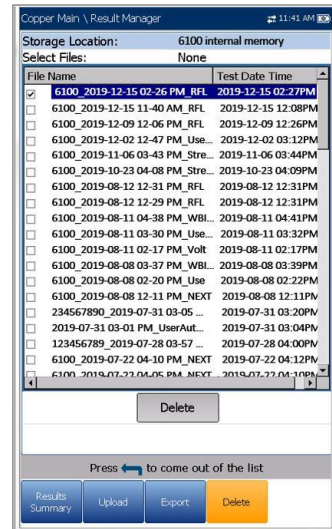 Copper Main \ Result Manager 11:41 AM
Storage Location: 6100 internal memory
Select Files: None
File Name Test Date Time
6100_2019-12-15 02-26 PM_RFL 2019-12-15 02:27PM
6100_2019-12-15 11-40 AM_RFL 2019-12-15 12:08PM
6100_2019-12-09 12-06 PM_RFL 2019-12-09 12:26PM
6100_2019-12-02 12-47 PM_Use... 2019-12-02 03:12PM
6100_2019-11-06 03-43 PM_Stre... 2019-11-06 03:44PM
6100_2019-10-23 04-08 PM_Stre... 2019-10-23 04:09PM
6100_2019-08-12 12-31 PM_RFL 2019-08-12 12:31PM
6100_2019-08-12 12-29 PM_RFL 2019-08-12 12:31PM
6100_2019-08-11 04-38 PM_WBI... 2019-08-11 04:41PM
6100_2019-08-11 03-30 PM_Use... 2019-08-11 03:32PM
6100_2019-08-11 02-17 PM_Volt 2019-08-11 02:17PM
6100_2019-08-08 03-37 PM_WBI... 2019-08-08 03:39PM
6100_2019-08-08 02-20 PM_Use 2019-08-08 02:22PM
6100_2019-08-08 12-11 PM_NEXT 2019-08-08 12:11PM
234567890_2019-07-31 03-05 ... 2019-07-31 03:20PM
2019-07-31 03-01 PM_UserAut... 2019-07-31 03:04PM
123456789_2019-07-28 03-57 ... 2019-07-28 04:00PM
6100_2019-07-22 04-10 PM_NEXT 2019-07-22 04:12PM
6100_2019-07-22 04-05 PM_NEXT 2019-07-22 04:10PM
Delete
Press to come out of the list
Results Summary Upload Export Delete